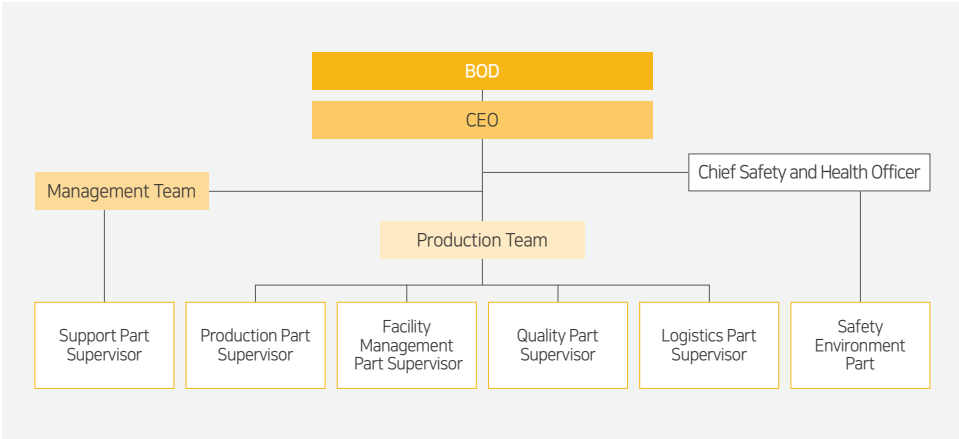 BOD
CEO
Chief Safety and Health Officer
Management Team
Production Team
Support Part
Supervisor
Production Part
Supervisor
Facility
Management
Part Supervisor
Quality Part
Supervisor
Logistics Part
Supervisor
Safety
Environment
Part